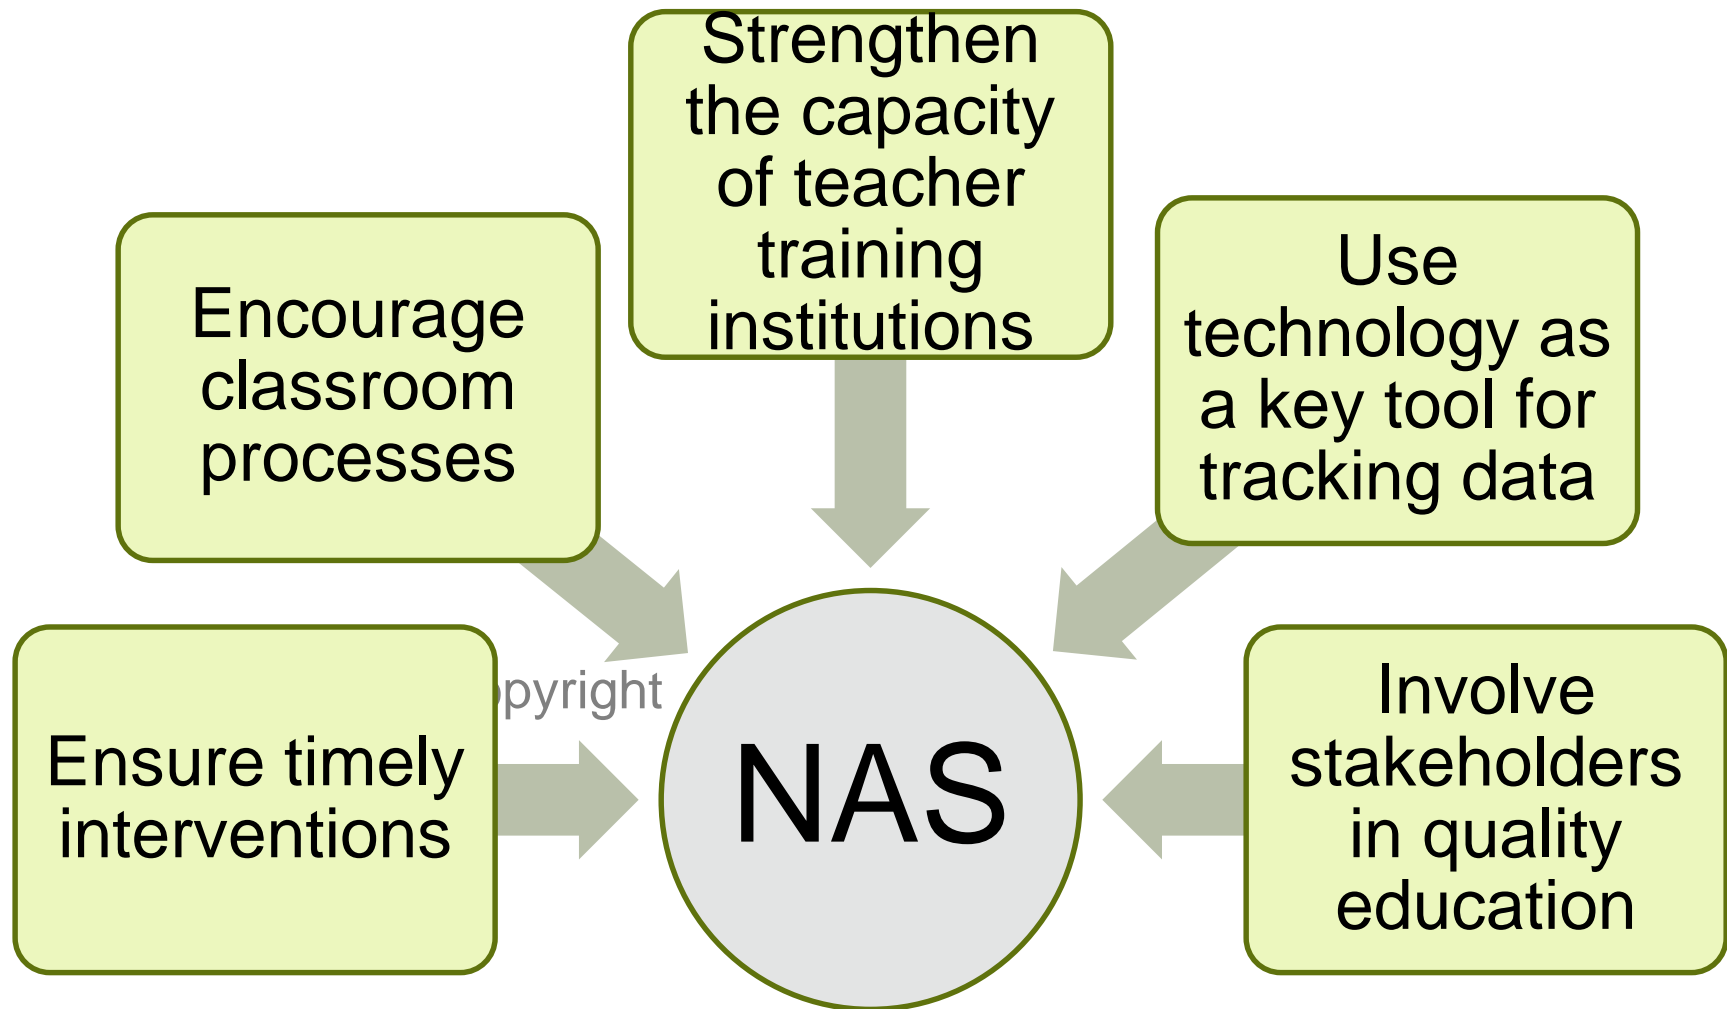 Strengthen
the capacity
of teacher
training
institutions
Encourage
classroom
processes
Use
technology as
a key tool for
tracking data
Ensure timely
interventions
opyright
NAS
Involve
stakeholders
in quality
education